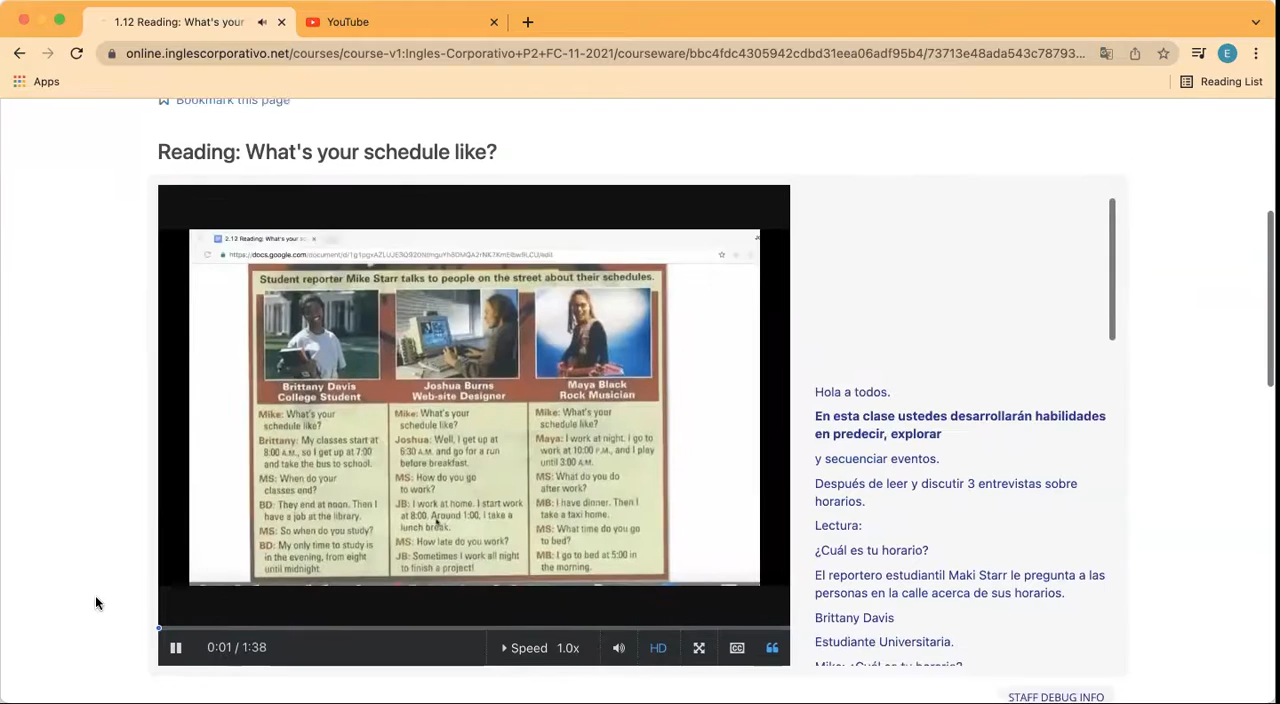 1.12 Reading: What's your
YouTube
online.inglescorporativo.net/courses/course-v1:Ingles-Corporativo+P2+FC-11-2021/courseware/bbc4fdc4305942cdbd31eea06adf95b4/73713e48ada543c78793...
E
Apps
Reading List
Bookmark this page
Reading: What's your schedule like?
2.12 Reading: What's your
Student reporter Mike Starr talks to people on the street about their schedules.
Brittany Davis
College Student
Mike: What's your
schedule like?
Brittany: My classes start at
8:00 A.M., so I get up at 7:00
and take the bus to school.
MS: When do your
classes end?
BD: They end at noon. Then I
have a job at the library.
MS: So when do you study?
BD: My only time to study is
in the evening, from eight
until midnight.
Joshua Burns
Web-site Designer
Mike: What's your
schedule like?
Joshua: Well, I get up at
6:30 A.M. and go for a run
before breakfast.
MS: How do you go
to work?
JB: I work at home. I start work
at 8:00. Around 1:00, I take a
lunch break.
MS: How late do you work?
JB: Sometimes I work all night
to finish a project!
Maya Black
Rock Musician
Mike: What's your
schedule like?
Maya: I work at night. I go to
work at 10:00 P.M., and I play
until 3:00 A.M.
MS: What do you do
after work?
MB: I have dinner. Then I
take a taxi home.
MS: What time do you go
to bed?
MB: I go to bed at 5:00 in
the morning.
0:01 / 1:38
Speed 1.0x
HD
CC
Hola a todos.
En esta clase ustedes desarrollarán habilidades
en predecir, explorar
y secuenciar eventos.
Después de leer y discutir 3 entrevistas sobre
horarios.
Lectura:
¿Cuál es tu horario?
El reportero estudiantil Maki Starr le pregunta a las
personas en la calle acerca de sus horarios.
Brittany Davis
Estudiante Universitaria.
Mike: ¿Cuál es tu horario?
STAFF DEBUG INFO